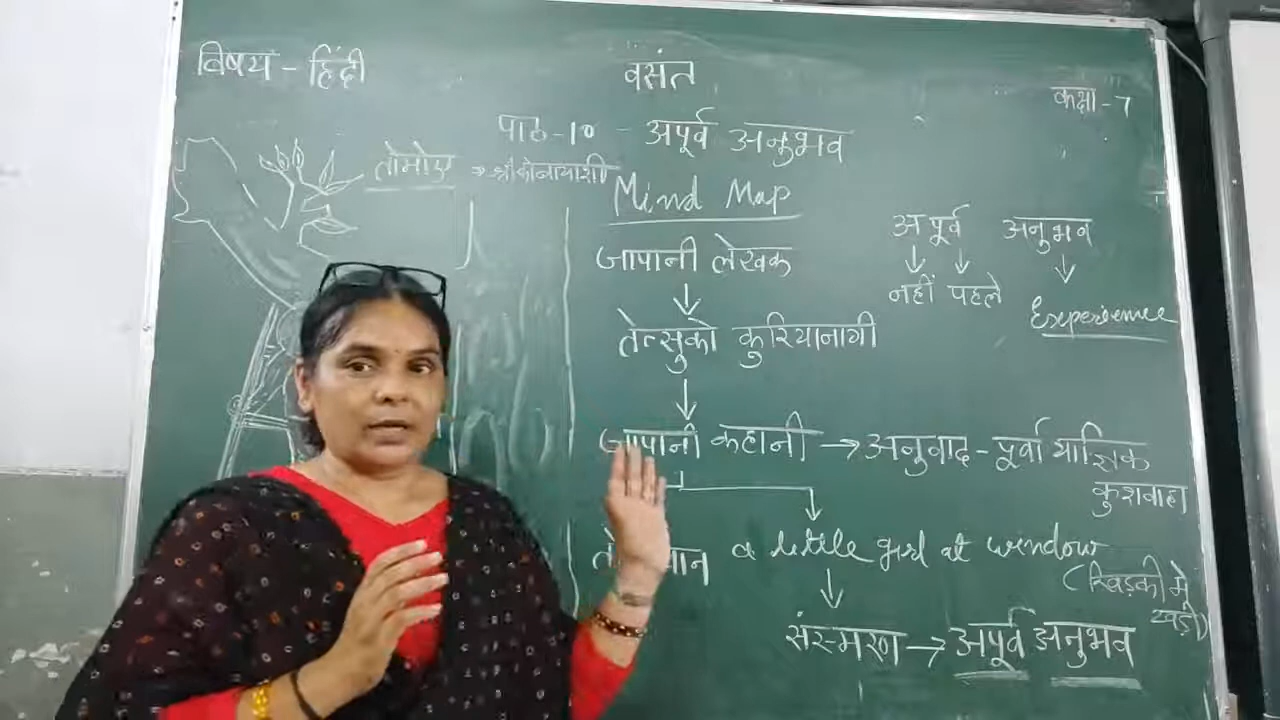 विषय - हिंदी
वसंत
कक्षा - 7
पाठ-10 - अपूर्व अनुभव
तोमोए →
Mind Map
जापानी लेखक
अपूर्व अनुभव
नहीं पहले
Experience
तेत्सुको कुरियानागी
जापानी कहानी → अनुवाद - पूर्वा याज्ञिक
कुशवाहा
a little girl at window
(खिड़की में
खड़ी)
संस्मरण → अपूर्व अनुभव